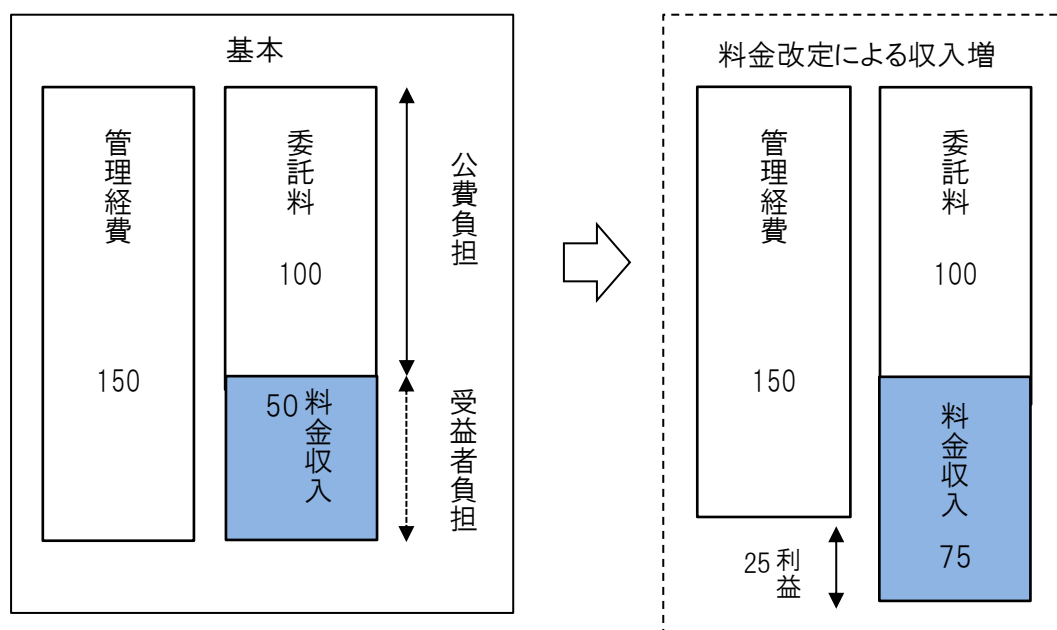 基本
管理経費
150
委託料
100
50
料金収入
公費負担
受益者負担
料金改定による収入増
管理経費
150
委託料
100
料金収入
75
25
利益